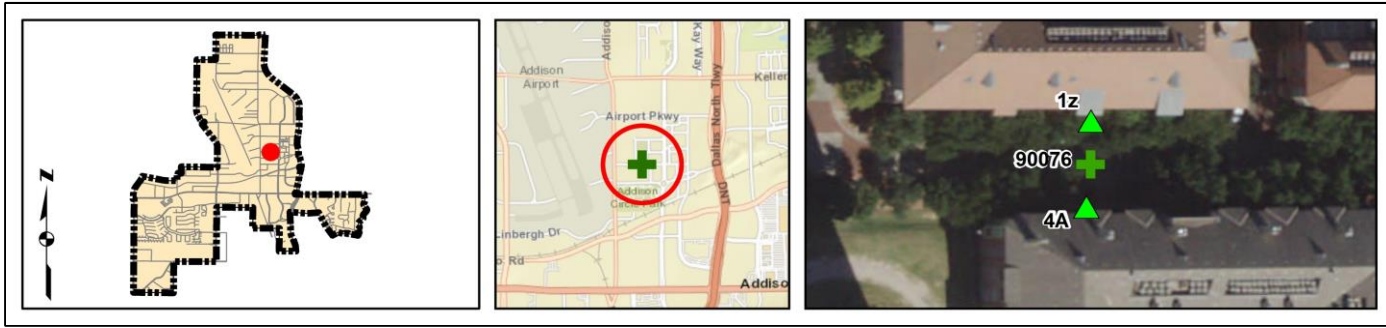 N
Addison
Kay Way
Addison
Airport
Keller
Airport Pkwy
Dallas North Tlwy
Addison
Circle Park
DNT
Linbergh Dr
o. Rd
Addiso
1z
90076
4A